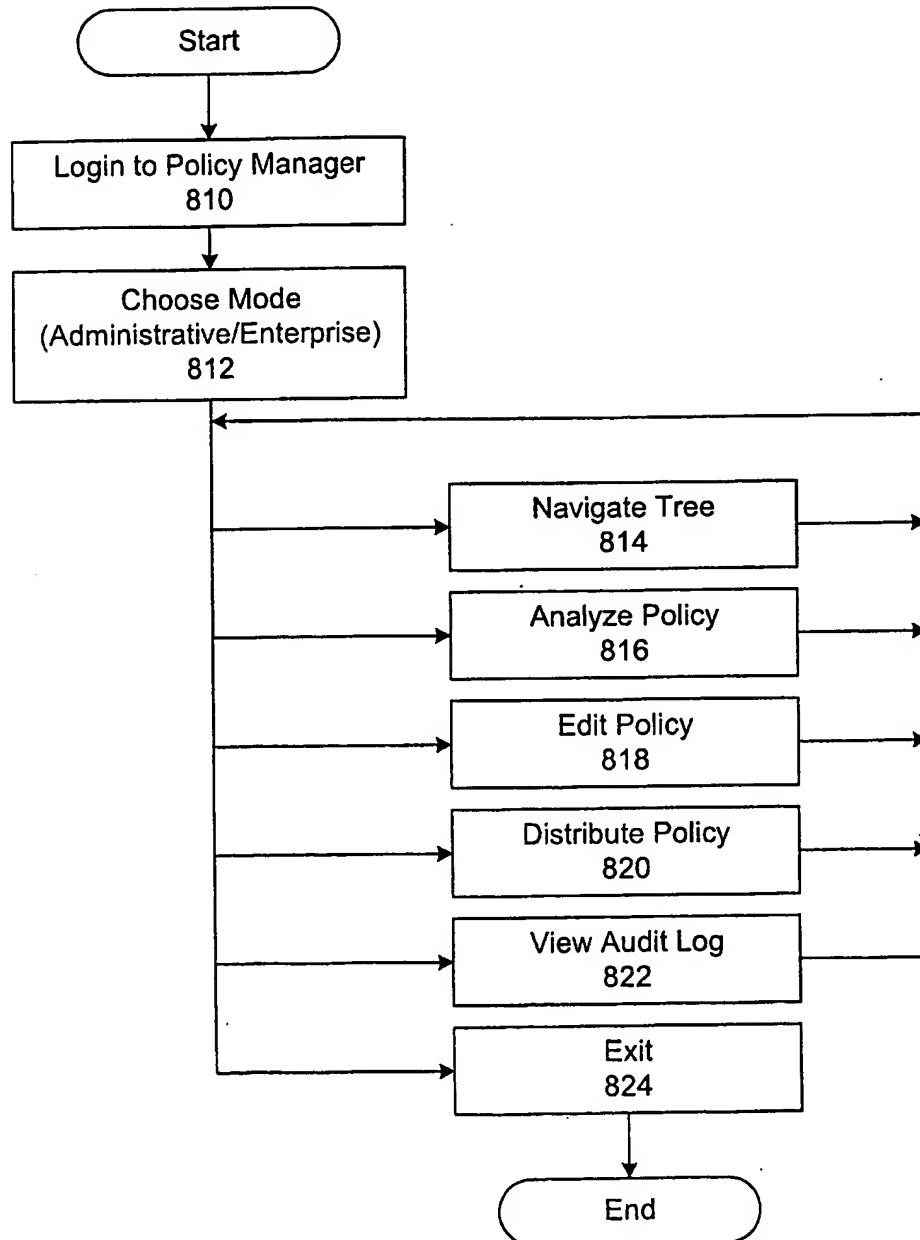 Start
Login to Policy Manager
810
Choose Mode
(Administrative/Enterprise)
812
Navigate Tree
814
Analyze Policy
816
Edit Policy
818
Distribute Policy
820
View Audit Log
822
Exit
824
End